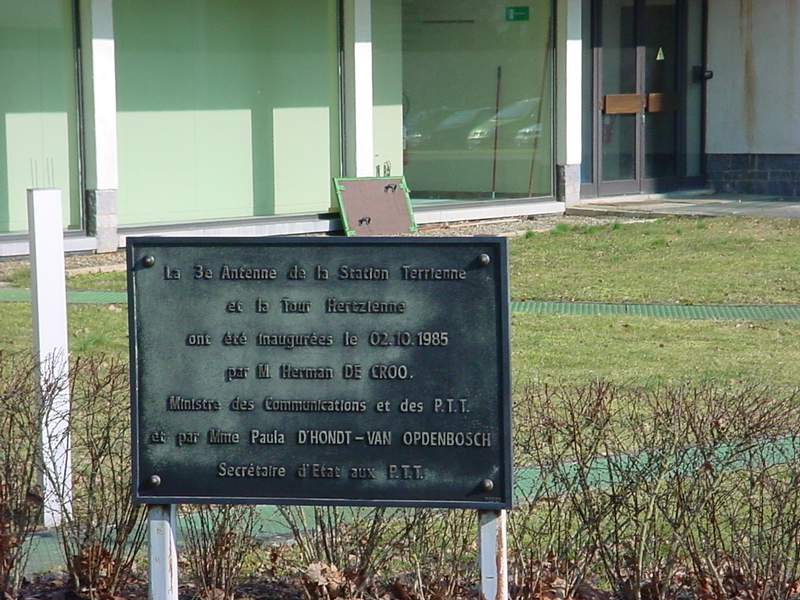 La 3e Antenne de la Station Terrienne
et la Tour Hertzienne
ont été inaugurées le 02.10.1985
par M. Herman DE CROO.
Ministre des Communications et des P.T.T.
et par Mme Paula D'HONDT-VAN OPDENBOSCH
Secrétaire d'Etat aux P.T.T.